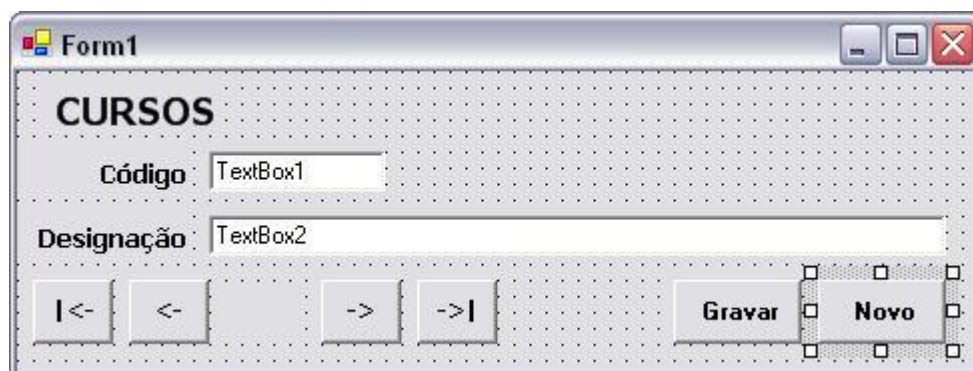 Form1
CURSOS
Código TextBox1
Designação TextBox2
|<- <- -> ->| Gravar Novo